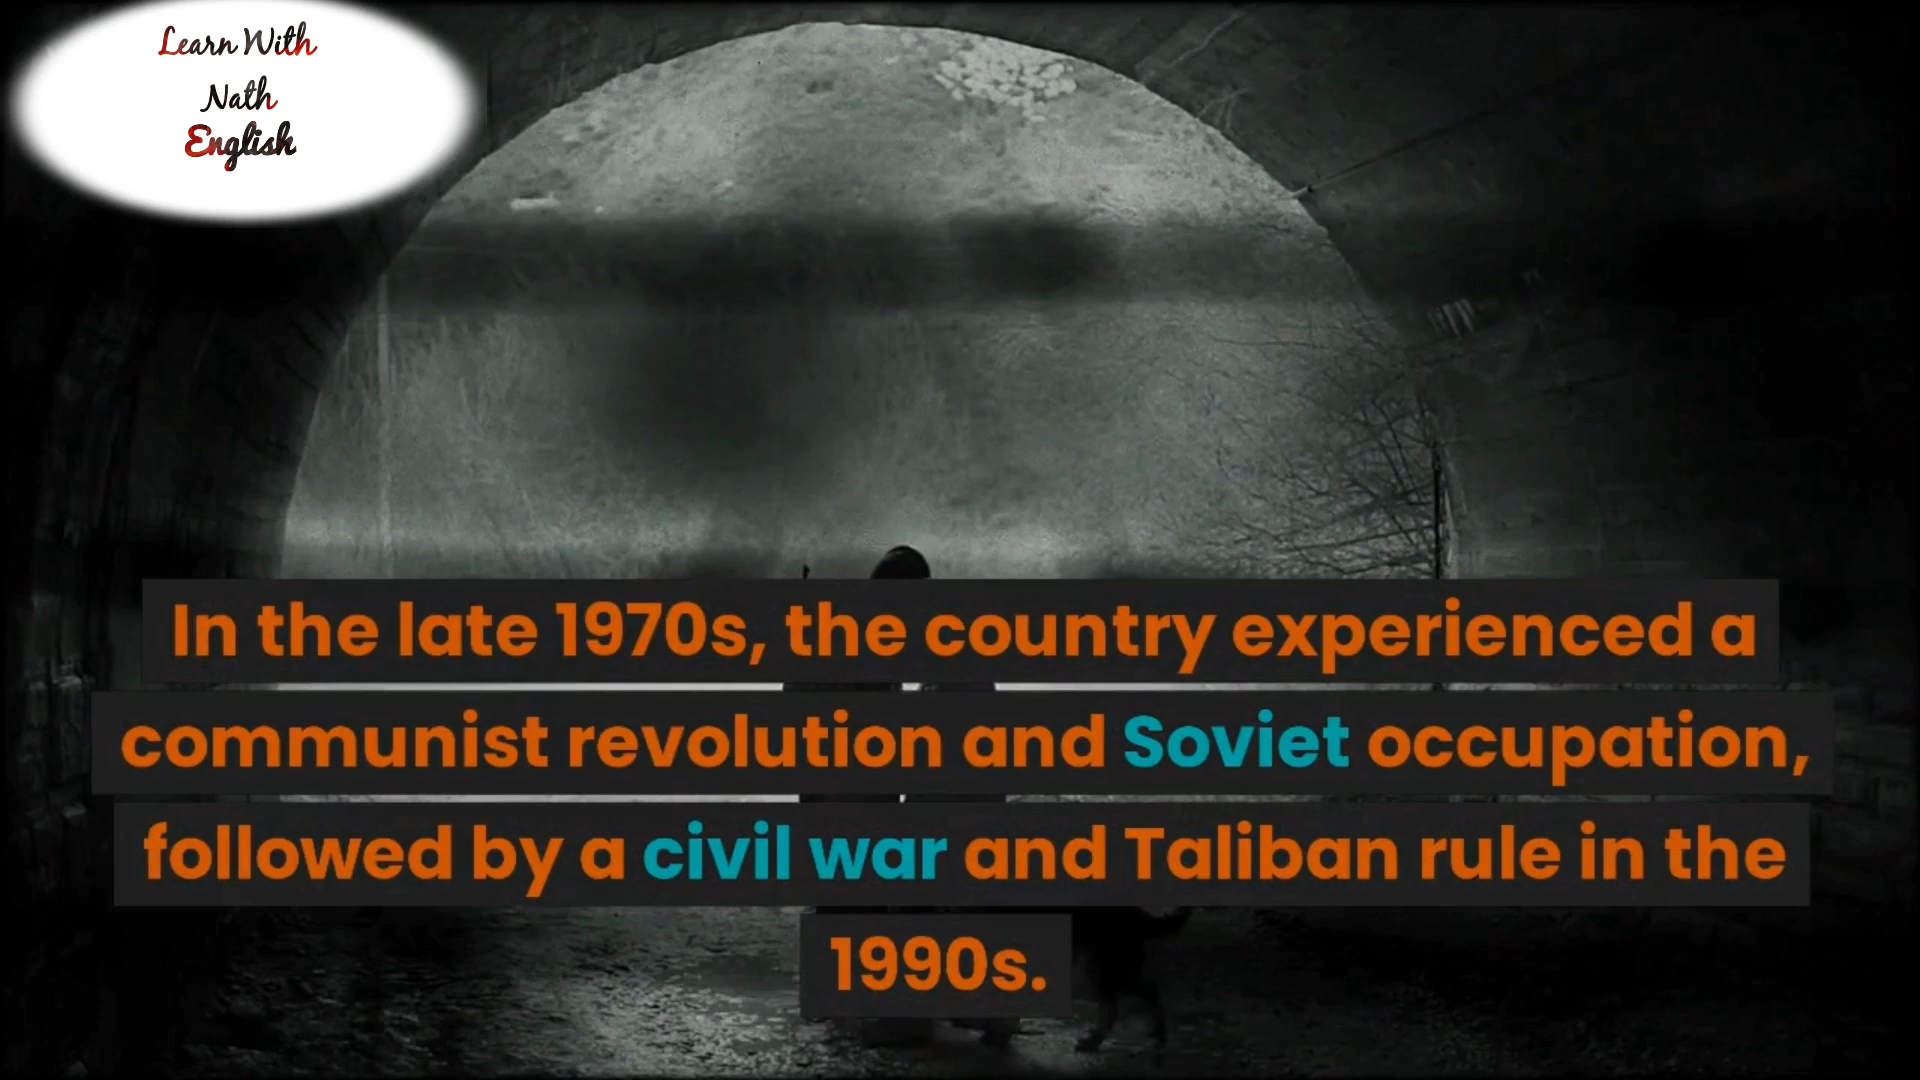 Learn With
Nath
English
In the late 1970s, the country experienced a
communist revolution and Soviet occupation,
followed by a civil war and Taliban rule in the
1990s.